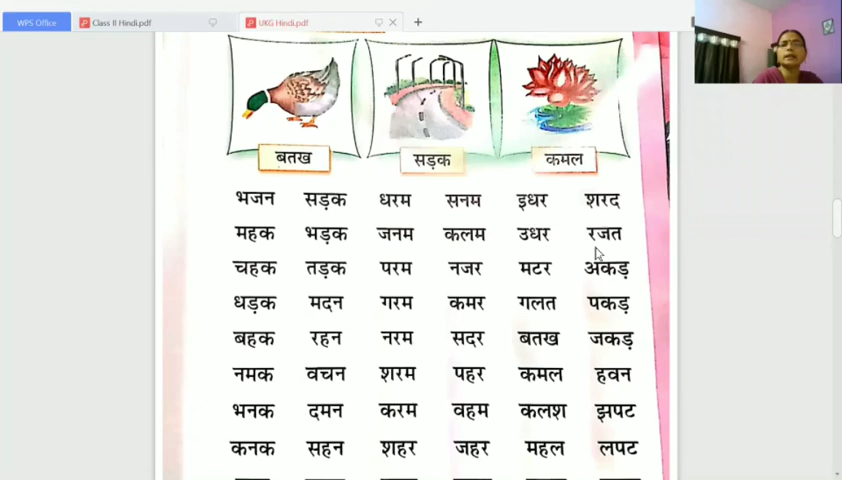 WPS Office Class II Hindi.pdf UKG Hindi.pdf
बतख सड़क कमल
भजन सड़क धरम सनम इधर शरद
महक भड़क जनम कलम उधर रजत
चहक तड़क परम नजर मटर अकड़
धड़क मदन गरम कमर गलत पकड़
बहक रहन नरम सदर बतख जकड़
नमक वचन शरम पहर कमल हवन
भनक दमन करम वहम कलश झपट
कनक सहन शहर जहर महल लपट